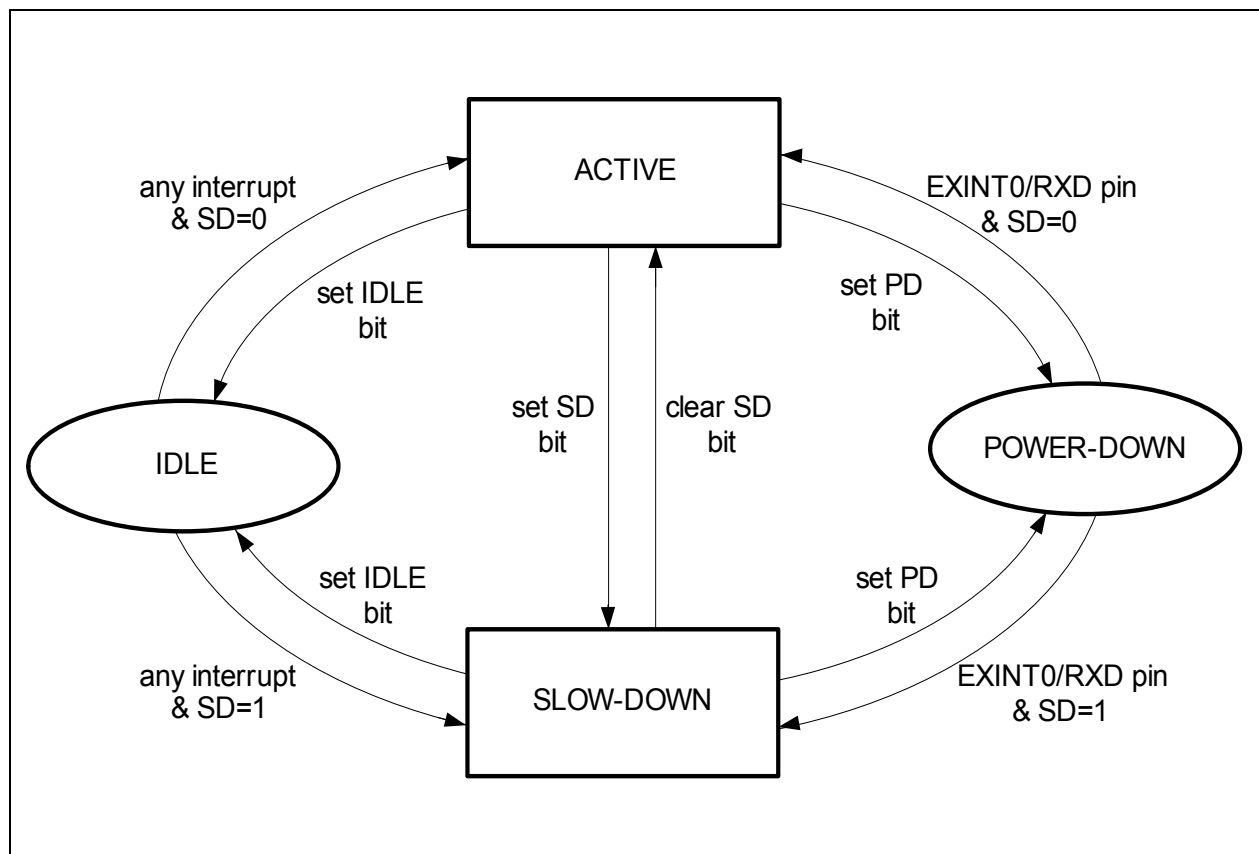 ACTIVE
any interrupt
& SD=0
EXINT0/RXD pin
& SD=0
set IDLE
bit
set PD
bit
set SD
bit
clear SD
bit
IDLE
POWER-DOWN
set IDLE
bit
set PD
bit
any interrupt
& SD=1
SLOW-DOWN
EXINT0/RXD pin
& SD=1